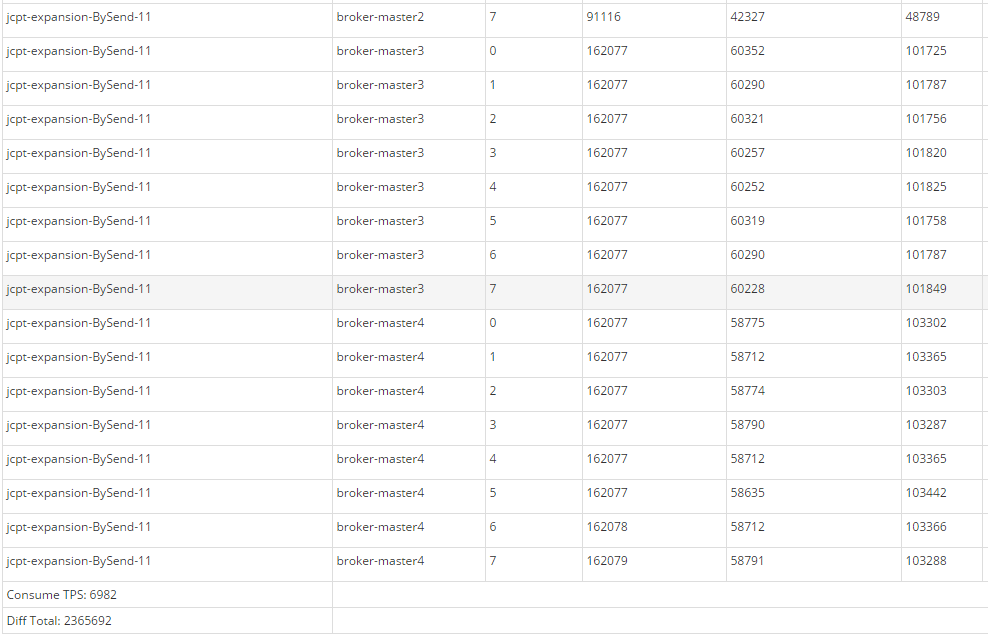 jcpt-expansion-BySend-11 broker-master2 7 91116 42327 48789
jcpt-expansion-BySend-11 broker-master3 0 162077 60352 101725
jcpt-expansion-BySend-11 broker-master3 1 162077 60290 101787
jcpt-expansion-BySend-11 broker-master3 2 162077 60321 101756
jcpt-expansion-BySend-11 broker-master3 3 162077 60257 101820
jcpt-expansion-BySend-11 broker-master3 4 162077 60252 101825
jcpt-expansion-BySend-11 broker-master3 5 162077 60319 101758
jcpt-expansion-BySend-11 broker-master3 6 162077 60290 101787
jcpt-expansion-BySend-11 broker-master3 7 162077 60228 101849
jcpt-expansion-BySend-11 broker-master4 0 162077 58775 103302
jcpt-expansion-BySend-11 broker-master4 1 162077 58712 103365
jcpt-expansion-BySend-11 broker-master4 2 162077 58774 103303
jcpt-expansion-BySend-11 broker-master4 3 162077 58790 103287
jcpt-expansion-BySend-11 broker-master4 4 162077 58712 103365
jcpt-expansion-BySend-11 broker-master4 5 162077 58635 103442
jcpt-expansion-BySend-11 broker-master4 6 162078 58712 103366
jcpt-expansion-BySend-11 broker-master4 7 162079 58791 103288
Consume TPS: 6982
Diff Total: 2365692